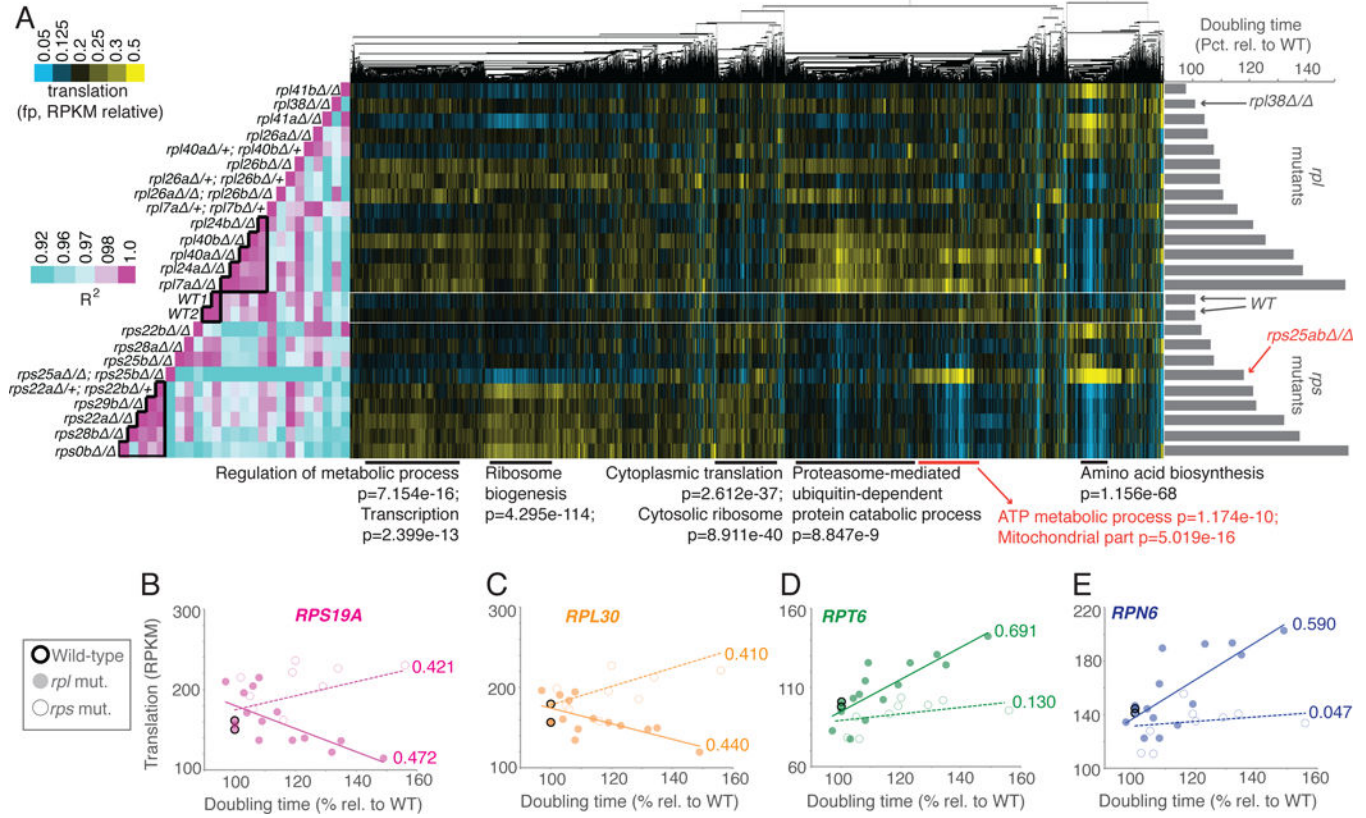 A
0.05
0.125
0.2
0.25
0.3
0.5
translation
(fp, RPKM relative)
Doubling time
(Pct. rel. to WT)
100
120
140
rpl41bΔ/Δ
rpl38Δ/Δ
rpl41aΔ/Δ
rpl26aΔ/Δ
rpl40aΔ/+; rpl40bΔ/+
rpl26bΔ/Δ
rpl26aΔ/+; rpl26bΔ/+
rpl26aΔ/Δ; rpl26bΔ/Δ
rpl7aΔ/+; rpl7bΔ/+
rpl24bΔ/Δ
rpl40bΔ/Δ
rpl40aΔ/Δ
rpl24aΔ/Δ
rpl7aΔ/Δ
WT1
WT2
rps22bΔ/Δ
rps28aΔ/Δ
rps25bΔ/Δ
rps25aΔ/Δ; rps25bΔ/Δ
rps22aΔ/+; rps22bΔ/+
rps29bΔ/Δ
rps22aΔ/Δ
rps28bΔ/Δ
rps0bΔ/Δ
0.92
0.96
0.97
098
1.0
R2
rpl38Δ/Δ
rpl
mutants
WT
rps25abΔ/Δ
rps
mutants
Regulation of metabolic process
p=7.154e-16;
Transcription
p=2.399e-13
Ribosome
biogenesis
p=4.295e-114;
Cytoplasmic translation
p=2.612e-37;
Cytosolic ribosome
p=8.911e-40
Proteasome-mediated
ubiquitin-dependent
protein catabolic process
p=8.847e-9
ATP metabolic process p=1.174e-10;
Mitochondrial part p=5.019e-16
Amino acid biosynthesis
p=1.156e-68
Wild-type
rpl mut.
rps mut.
B
RPS19A
Translation (RPKM)
300
200
100
0.421
0.472
100 120 140 160
Doubling time (% rel. to WT)
C
RPL30
300
200
100
0.410
0.440
100 120 140 160
Doubling time (% rel. to WT)
D
RPT6
160
110
60
0.691
0.130
100 120 140 160
Doubling time (% rel. to WT)
E
RPN6
220
180
140
100
0.590
0.047
100 120 140 160
Doubling time (% rel. to WT)